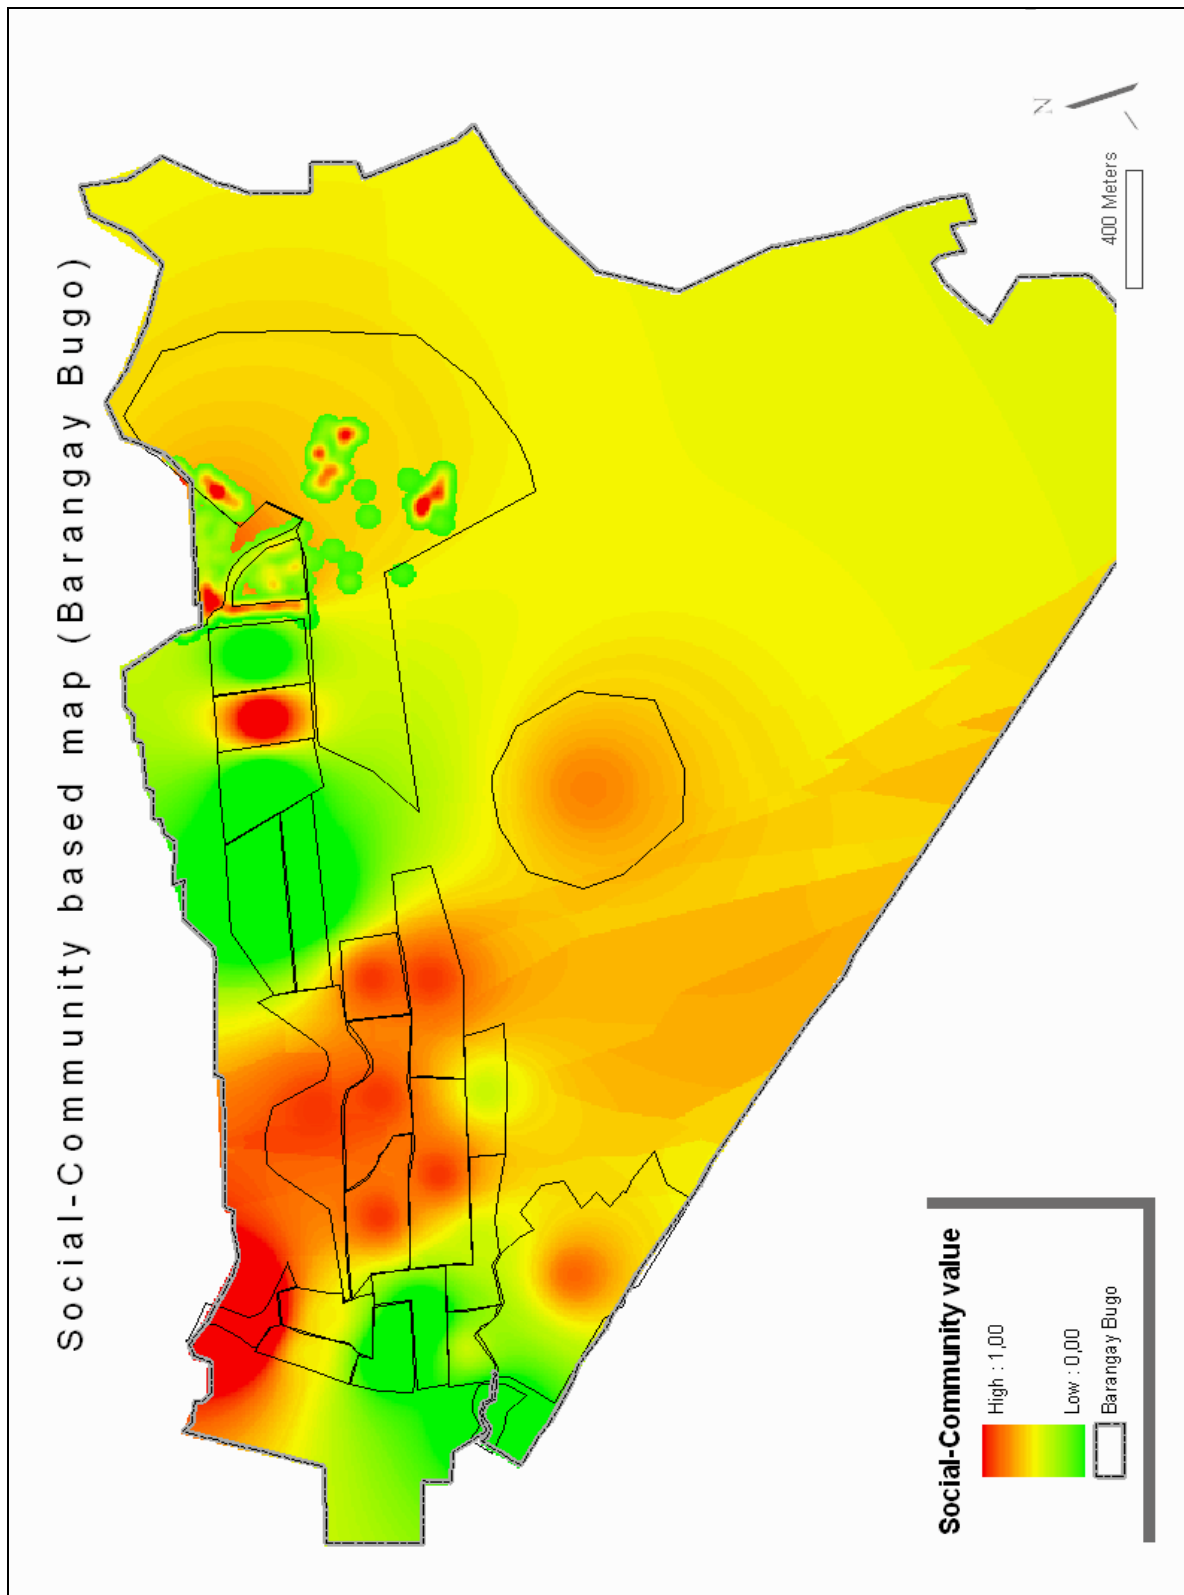 Social-Community based map (Barangay Bugo)
N
400 Meters
Social-Community value
High : 1,00
Low : 0,00
Barangay Bugo